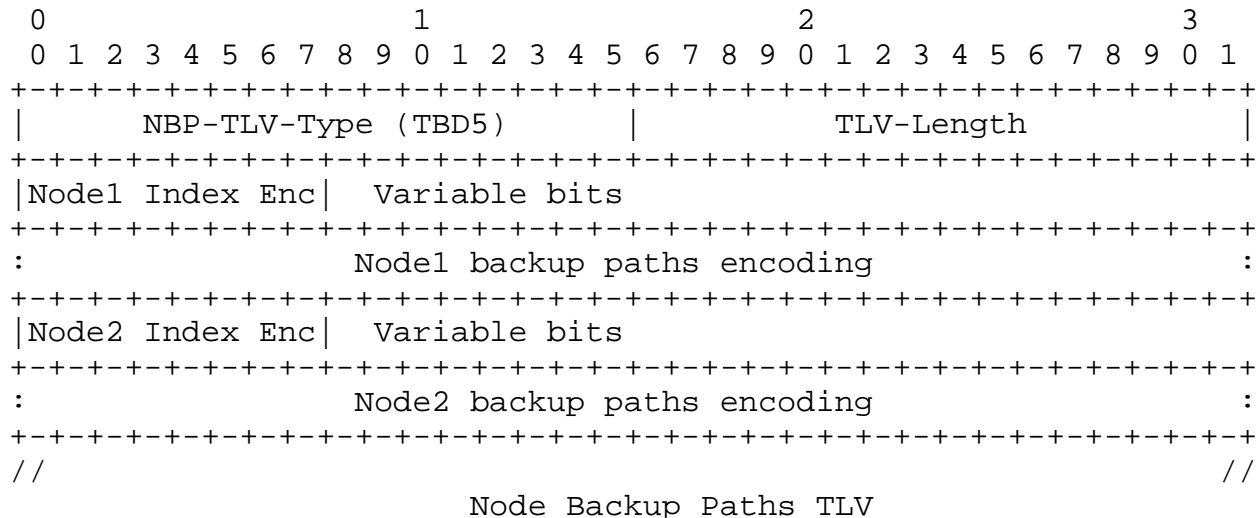 0                   1                   2                   3
 0 1 2 3 4 5 6 7 8 9 0 1 2 3 4 5 6 7 8 9 0 1 2 3 4 5 6 7 8 9 0 1
+-+-+-+-+-+-+-+-+-+-+-+-+-+-+-+-+-+-+-+-+-+-+-+-+-+-+-+-+-+-+-+-+
|      NBP-TLV-Type (TBD5)      |          TLV-Length           |
+-+-+-+-+-+-+-+-+-+-+-+-+-+-+-+-+-+-+-+-+-+-+-+-+-+-+-+-+-+-+-+-+
|Node1 Index Enc|  Variable bits
+-+-+-+-+-+-+-+-+-+-+-+-+-+-+-+-+-+-+-+-+-+-+-+-+-+-+-+-+-+-+-+-+
:                 Node1 backup paths encoding                   :
+-+-+-+-+-+-+-+-+-+-+-+-+-+-+-+-+-+-+-+-+-+-+-+-+-+-+-+-+-+-+-+-+
|Node2 Index Enc|  Variable bits
+-+-+-+-+-+-+-+-+-+-+-+-+-+-+-+-+-+-+-+-+-+-+-+-+-+-+-+-+-+-+-+-+
:                 Node2 backup paths encoding                   :
+-+-+-+-+-+-+-+-+-+-+-+-+-+-+-+-+-+-+-+-+-+-+-+-+-+-+-+-+-+-+-+-+
//                                                             //
                       Node Backup Paths TLV